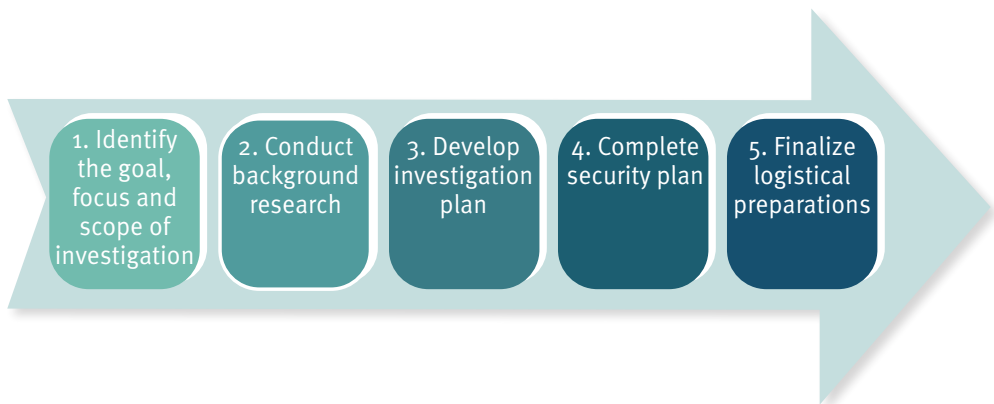 1. Identify
the goal,
focus and
scope of
investigation
2. Conduct
background
research
3. Develop
investigation
plan
4. Complete
security plan
5. Finalize
logistical
preparations